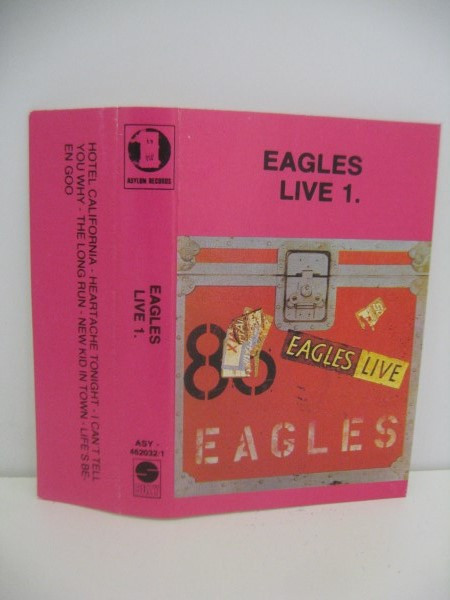 HOTEL CALIFORNIA - HEARTACHE TONIGHT - I CAN'T TELL
YOU WHY - THE LONG RUN - NEW KID IN TOWN - LIFE'S BE-
EN GOO
ASYLUM RECORDS
EAGLES
LIVE 1.
ASY -
462032/1
EAGLES
LIVE 1.
86
EAGLES LIVE
EAGLES